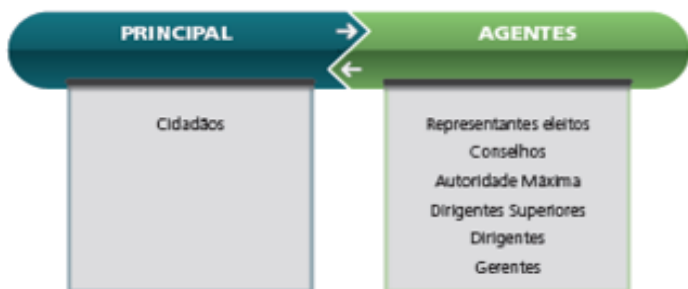 PRINCIPAL
AGENTES
Cidadãos
Representantes eleitos
Conselhos
Autoridade Máxima
Dirigentes Superiores
Dirigentes
Gerentes